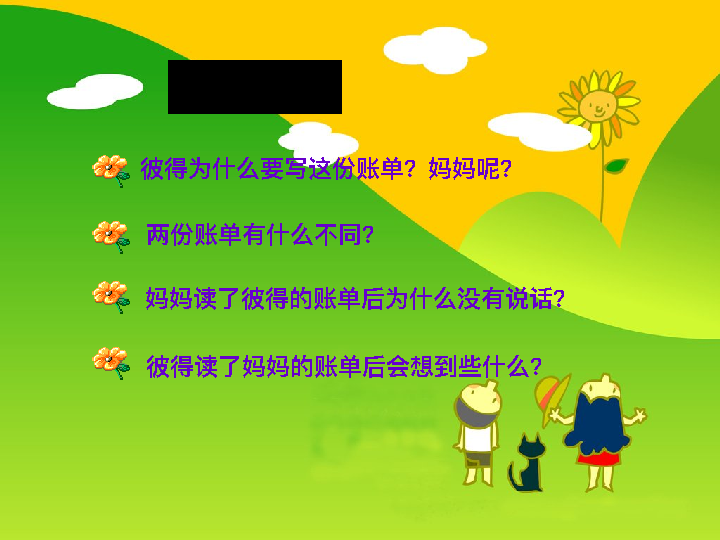 彼得为什么要写这份账单？妈妈呢？
两份账单有什么不同？
妈妈读了彼得的账单后为什么没有说话？
彼得读了妈妈的账单后会想到些什么？